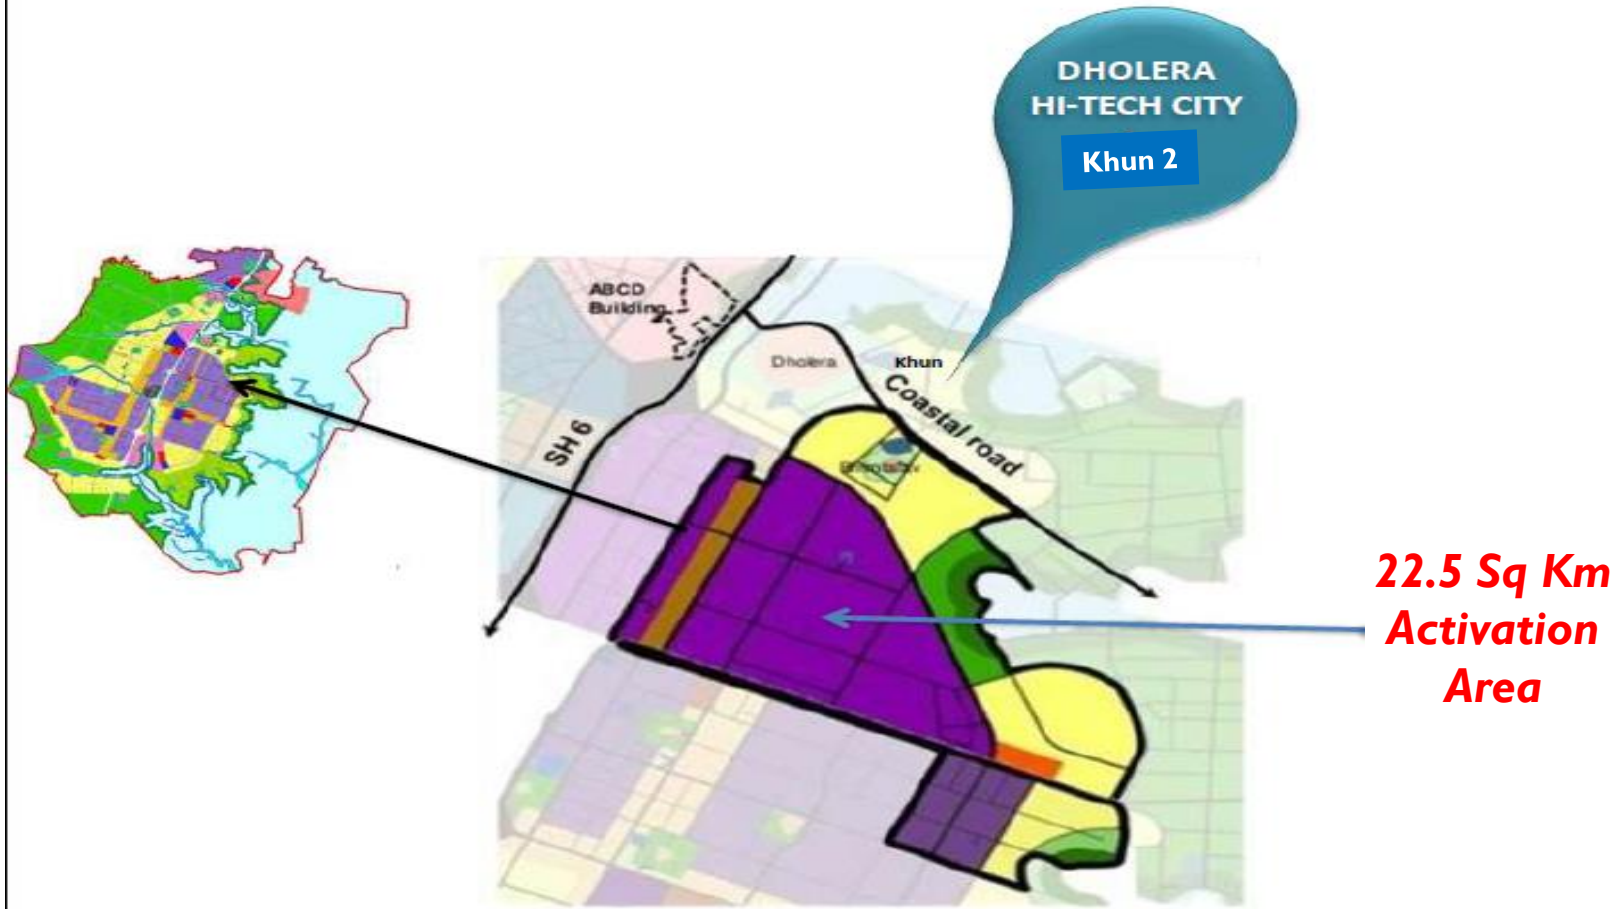 DHOLERA
HI-TECH CITY
Khun 2
ABCD
Building
Dholera
Khun
Coastal road
SH 6
22.5 Sq Km
Activation
Area